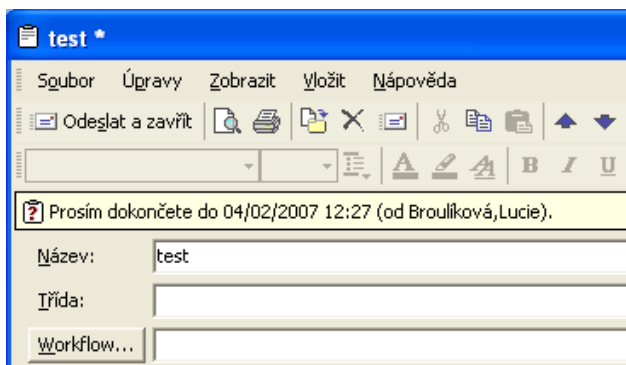 test *
Soubor Úpravy Zobrazit Vložit Nápověda
Odeslat a zavřít
A A B I U
Prosím dokončete do 04/02/2007 12:27 (od Broulíková,Lucie).
Název: test
Třída:
Workflow...